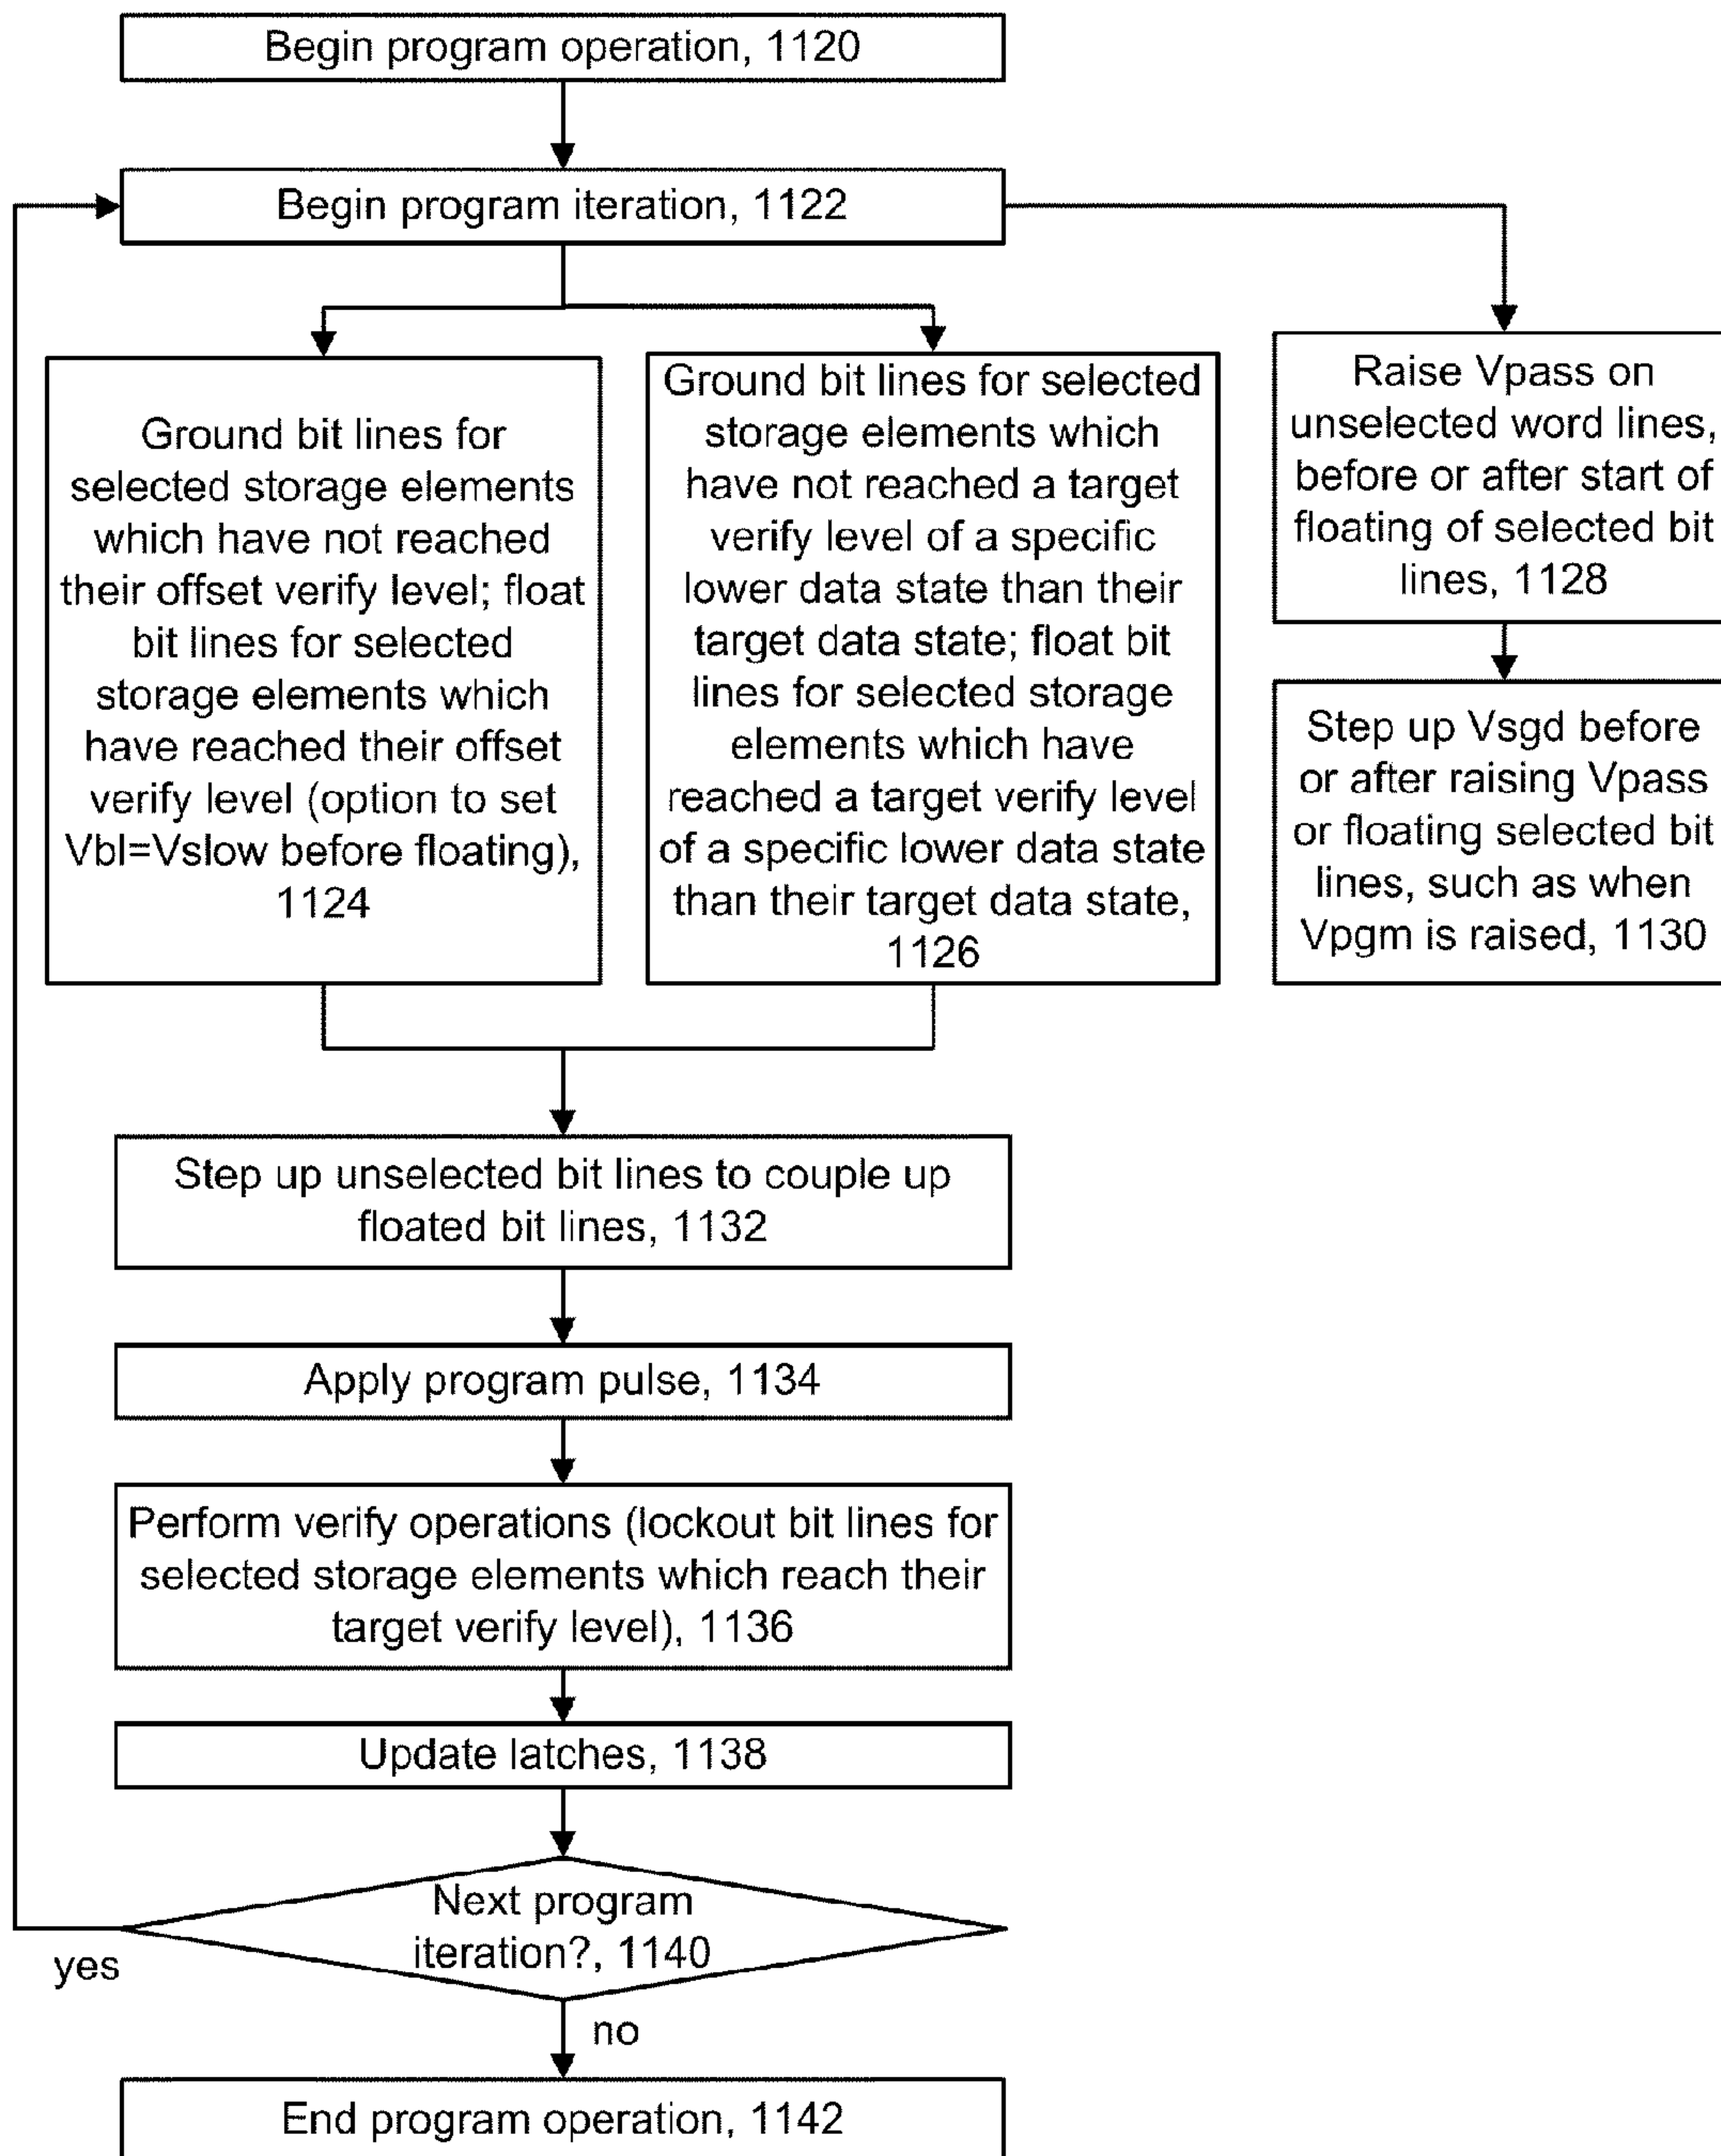 Begin program operation, 1120
Begin program iteration, 1122
Ground bit lines for
selected storage elements
which have not reached
their offset verify level; float
bit lines for selected
storage elements which
have reached their offset
verify level (option to set
Vbl=Vslow before floating),
1124
Ground bit lines for selected
storage elements which
have not reached a target
verify level of a specific
lower data state than their
target data state; float bit
lines for selected storage
elements which have
reached a target verify level
of a specific lower data state
than their target data state,
1126
Raise Vpass on
unselected word lines,
before or after start of
floating of selected bit
lines, 1128
Step up Vsgd before
or after raising Vpass
or floating selected bit
lines, such as when
Vpgm is raised, 1130
Step up unselected bit lines to couple up
floated bit lines, 1132
Apply program pulse, 1134
Perform verify operations (lockout bit lines for
selected storage elements which reach their
target verify level), 1136
Update latches, 1138
Next program
iteration?, 1140
yes
no
End program operation, 1142